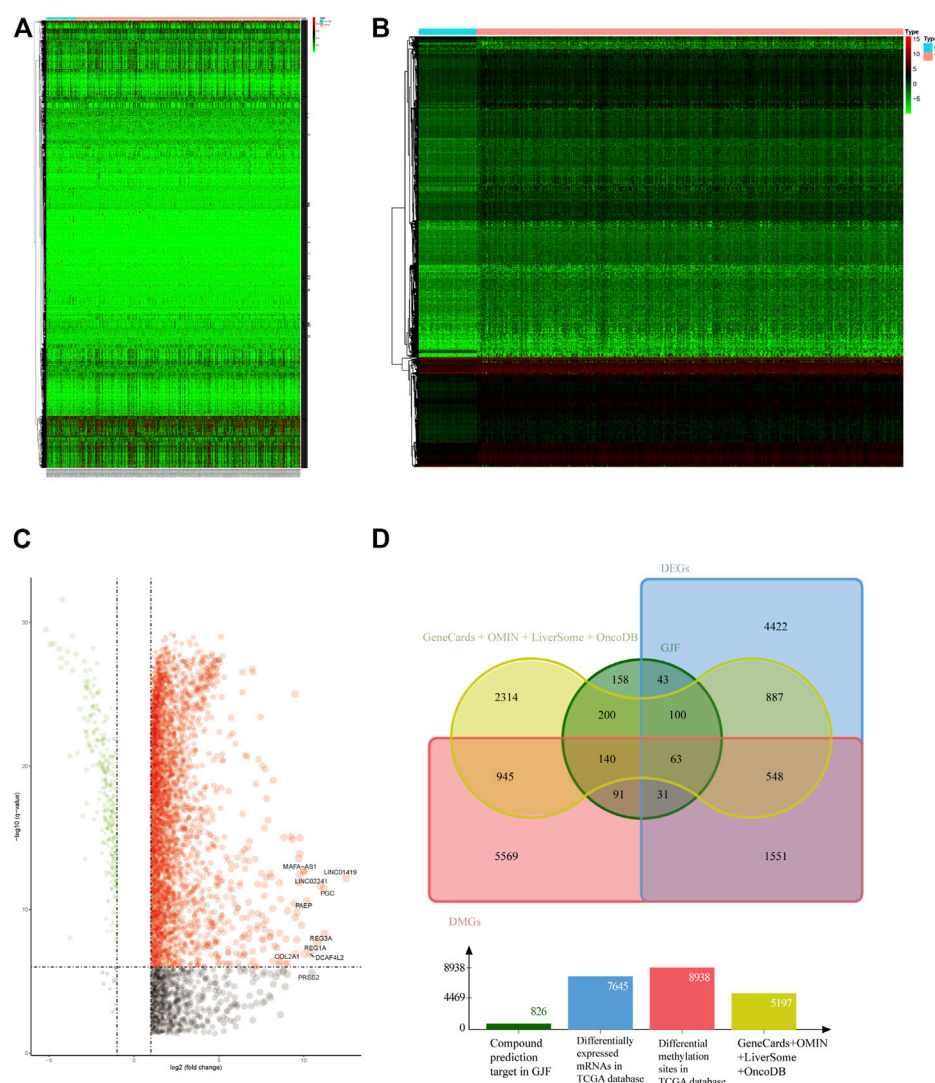 A
B
Type
Type
15
10
5
0
−5
C
30
20
10
0
−log10 (q−value)
MAFA−AS1
LINC01419
LINC02241
PGC
PAEP
REG3A
REG1A
COL2A1
DCAF4L2
PRSS2
−5
0
5
10
log2 (fold change)
D
DEGs
4422
GeneCards + OMIN + LiverSome + OncoDB
GJF
158
43
2314
887
200
100
140
63
945
548
91
31
5569
1551
DMGs
8938
4469
0
826
7645
8938
5197
Compound
prediction
target in GJF
Differentially
expressed
mRNAs in
TCGA database
Differential
methylation
sites in
TCGA database
GeneCards+OMIN
+LiverSome
+OncoDB